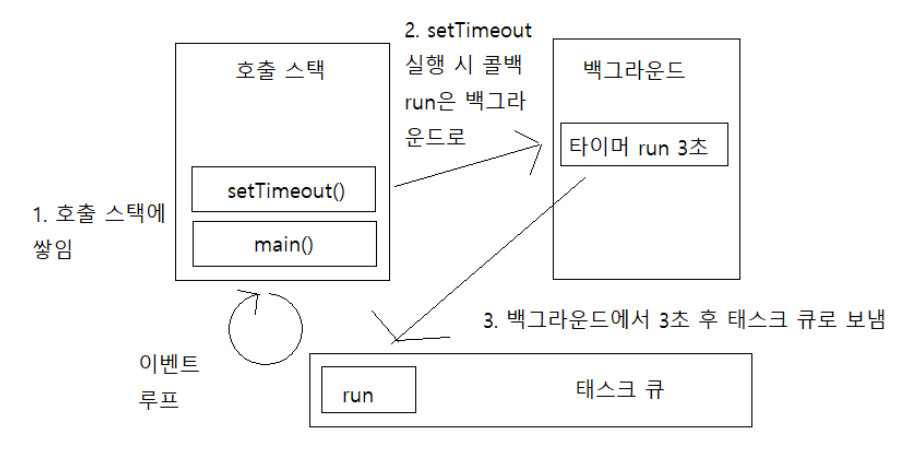 호출 스택
setTimeout()
main()
1. 호출 스택에
쌓임
2. setTimeout
실행 시 콜백
run은 백그라
운드로
백그라운드
타이머 run 3초
3. 백그라운드에서 3초 후 태스크 큐로 보냄
이벤트
루프
run
태스크 큐